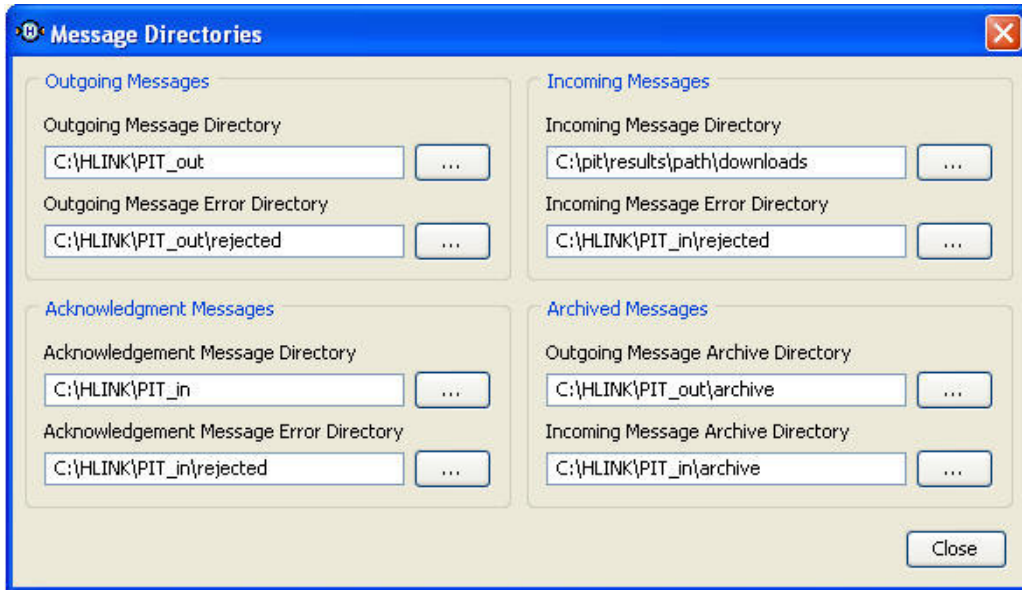 Message Directories
Outgoing Messages
Outgoing Message Directory
C:\HLINK\PIT_out
...
Outgoing Message Error Directory
C:\HLINK\PIT_out\rejected
...
Incoming Messages
Incoming Message Directory
C:\pit\results\path\downloads
...
Incoming Message Error Directory
C:\HLINK\PIT_in\rejected
...
Acknowledgment Messages
Acknowledgement Message Directory
C:\HLINK\PIT_in
...
Acknowledgement Message Error Directory
C:\HLINK\PIT_in\rejected
...
Archived Messages
Outgoing Message Archive Directory
C:\HLINK\PIT_out\archive
...
Incoming Message Archive Directory
C:\HLINK\PIT_in\archive
...
Close